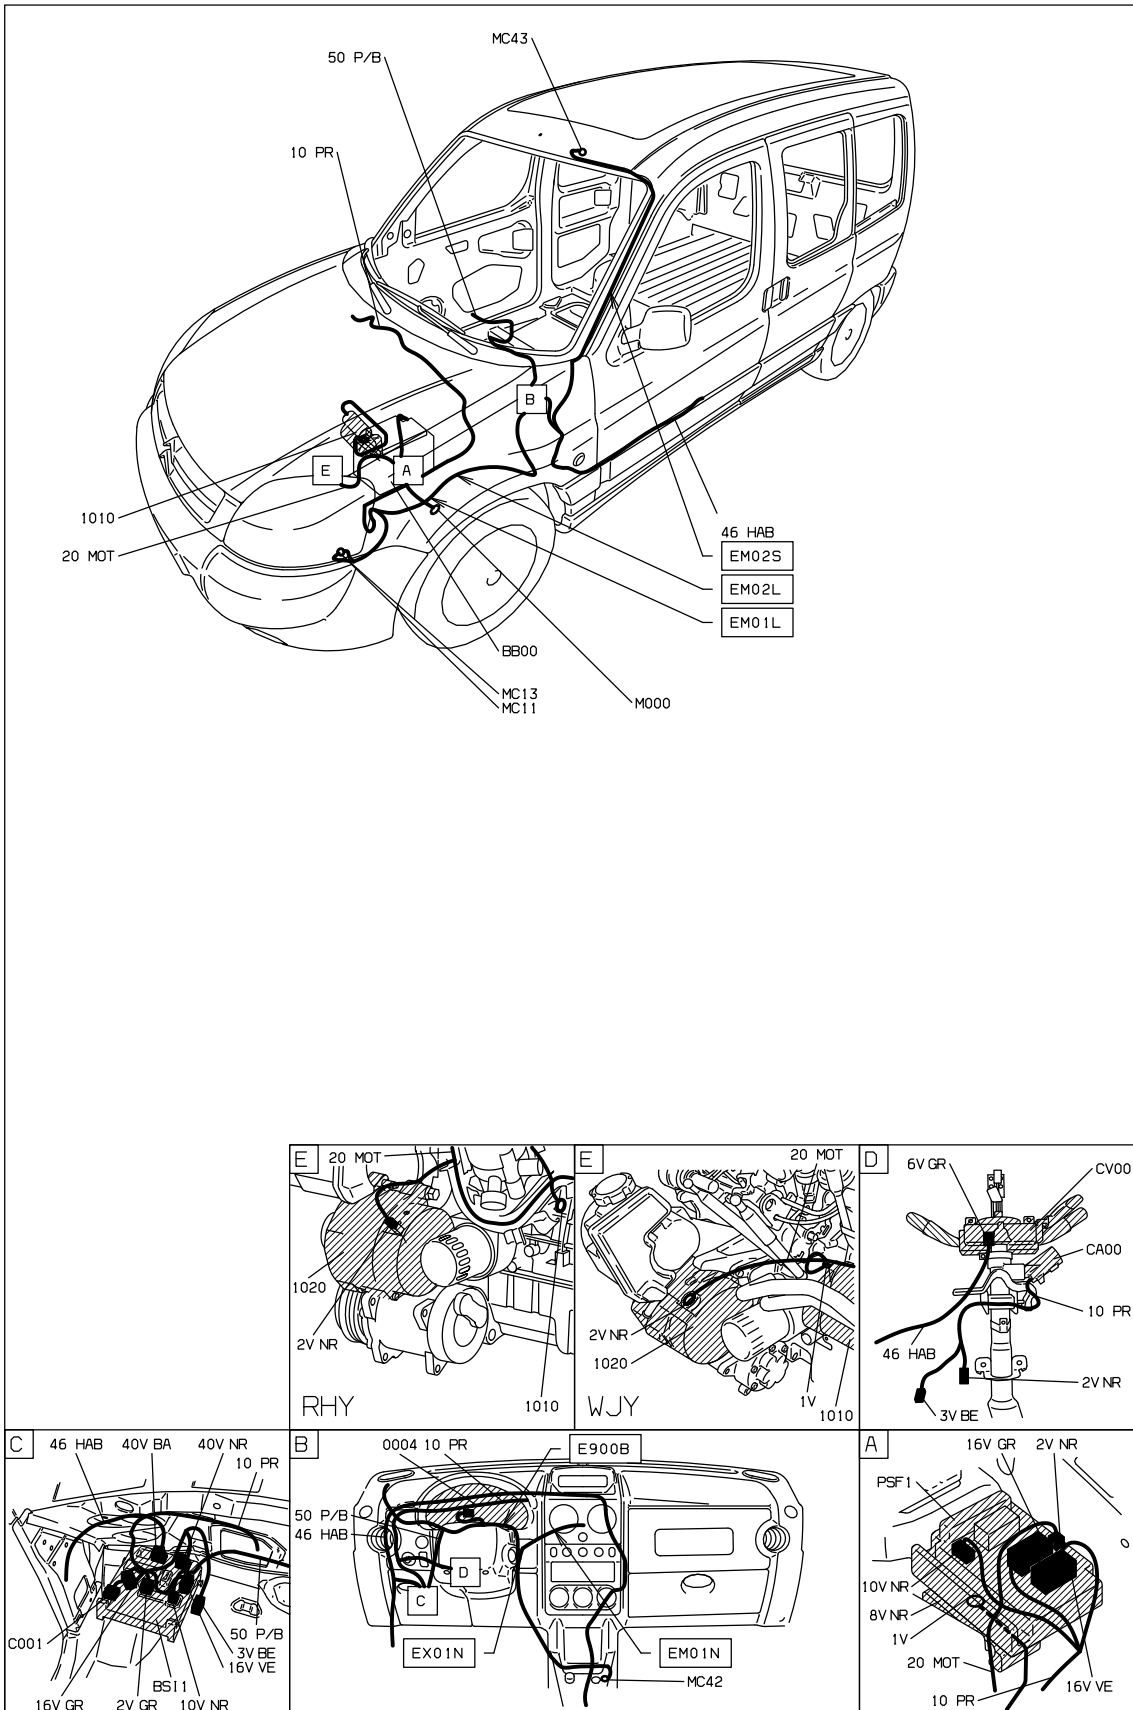 MC43
50 P/B
10 PR
B
E
A
1010
20 MOT
46 HAB
EM02S
EM02L
EM01L
BB00
MC13
MC11
M000
E
20 MOT
1020
2V NR
1010
RHY
E
20 MOT
2V NR
1020
1V
1010
WJY
D
6V GR
CV00
CA00
10 PR
46 HAB
2V NR
3V BE
C
46 HAB
40V BA
40V NR
10 PR
C001
50 P/B
3V BE
16V VE
BSI1
16V GR
2V GR
10V NR
B
0004 10 PR
E900B
50 P/B
46 HAB
D
C
EX01N
EM01N
MC42
A
16V GR
2V NR
PSF1
10V NR
8V NR
1V
20 MOT
10 PR
16V VE